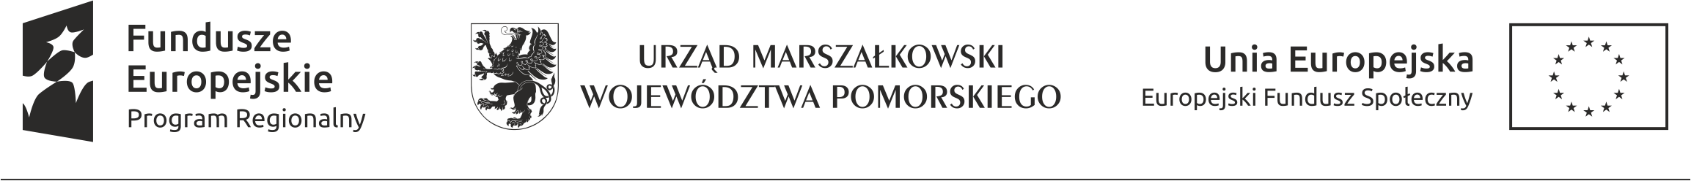 Fundusze
Europejskie
Program Regionalny
URZĄD MARSZAŁKOWSKI
WOJEWÓDZTWA POMORSKIEGO
Unia Europejska
Europejski Fundusz Społeczny